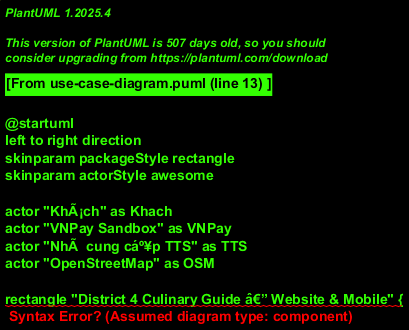 PlantUML 1.2025.4
This version of PlantUML is 507 days old, so you should
consider upgrading from https://plantuml.com/download
[From use-case-diagram.puml (line 13) ]
@startuml
left to right direction
skinparam packageStyle rectangle
skinparam actorStyle awesome
actor "KhÃ¡ch" as Khach
actor "VNPay Sandbox" as VNPay
actor "NhÃ  cung cáº¥p TTS" as TTS
actor "OpenStreetMap" as OSM
rectangle "District 4 Culinary Guide â€” Website & Mobile" {
Syntax Error? (Assumed diagram type: component)